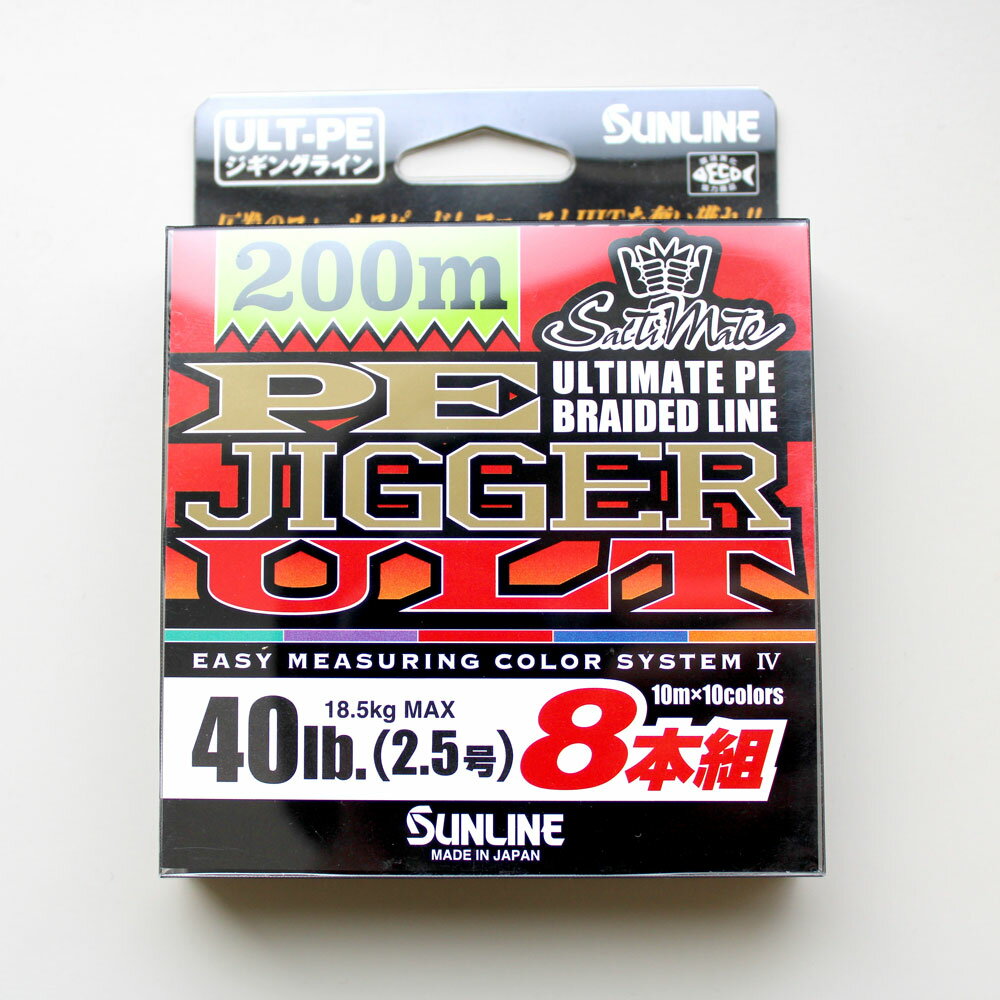 ULT-PE
ジギングライン
SUNLINE
ECO
200m
SaltiMate
PE
ULTIMATE PE
BRAIDED LINE
JIGGER
ULT
EASY MEASURING COLOR SYSTEM IV
10m×10colors
18.5kg MAX
40lb.(2.5号)
8本組
SUNLINE
MADE IN JAPAN